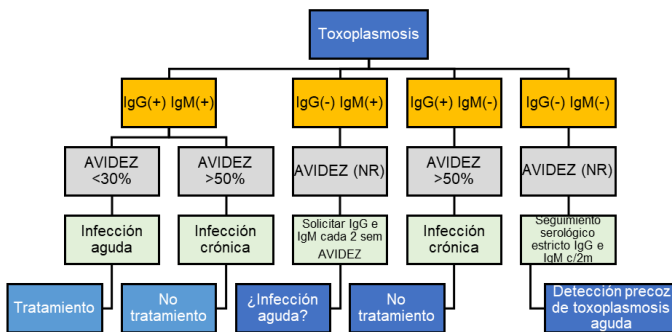 Toxoplasmosis
IgG(+) IgM(+)
IgG(-) IgM(+)
IgG(+) IgM(-)
IgG(-) IgM(-)
AVIDEZ
<30%
AVIDEZ
>50%
AVIDEZ (NR)
AVIDEZ
>50%
AVIDEZ (NR)
Infección
aguda
Infección
crónica
Solicitar IgG e
IgM cada 2 sem
AVIDEZ
Infección
crónica
Seguimiento
serológico
estricto IgG e
IgM c/2m
Tratamiento
No
tratamiento
¿Infección
aguda?
No
tratamiento
Detección precoz
de toxoplasmosis
aguda